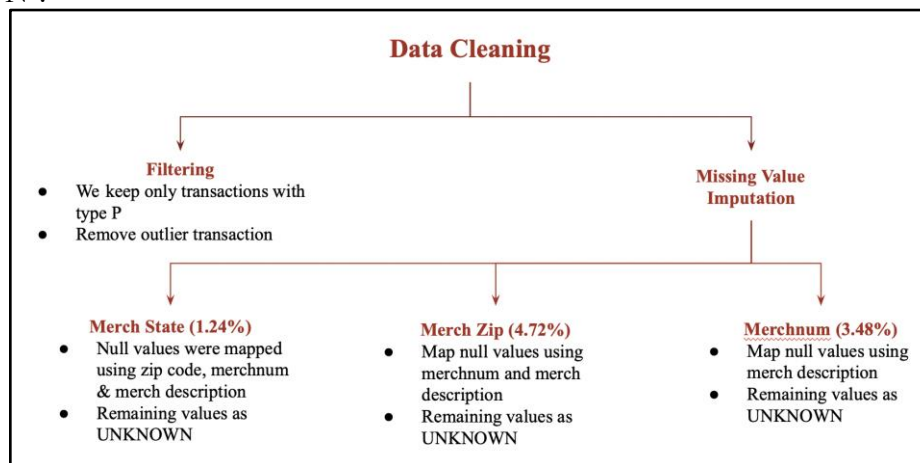 Data Cleaning
Filtering
● We keep only transactions with
type P
● Remove outlier transaction
Missing Value
Imputation
Merch State (1.24%)
● Null values were mapped
using zip code, merchnum
& merch description
● Remaining values as
UNKNOWN
Merch Zip (4.72%)
● Map null values using
merchnum and merch
description
● Remaining values as
UNKNOWN
Merchnum (3.48%)
● Map null values using
merch description
● Remaining values as
UNKNOWN